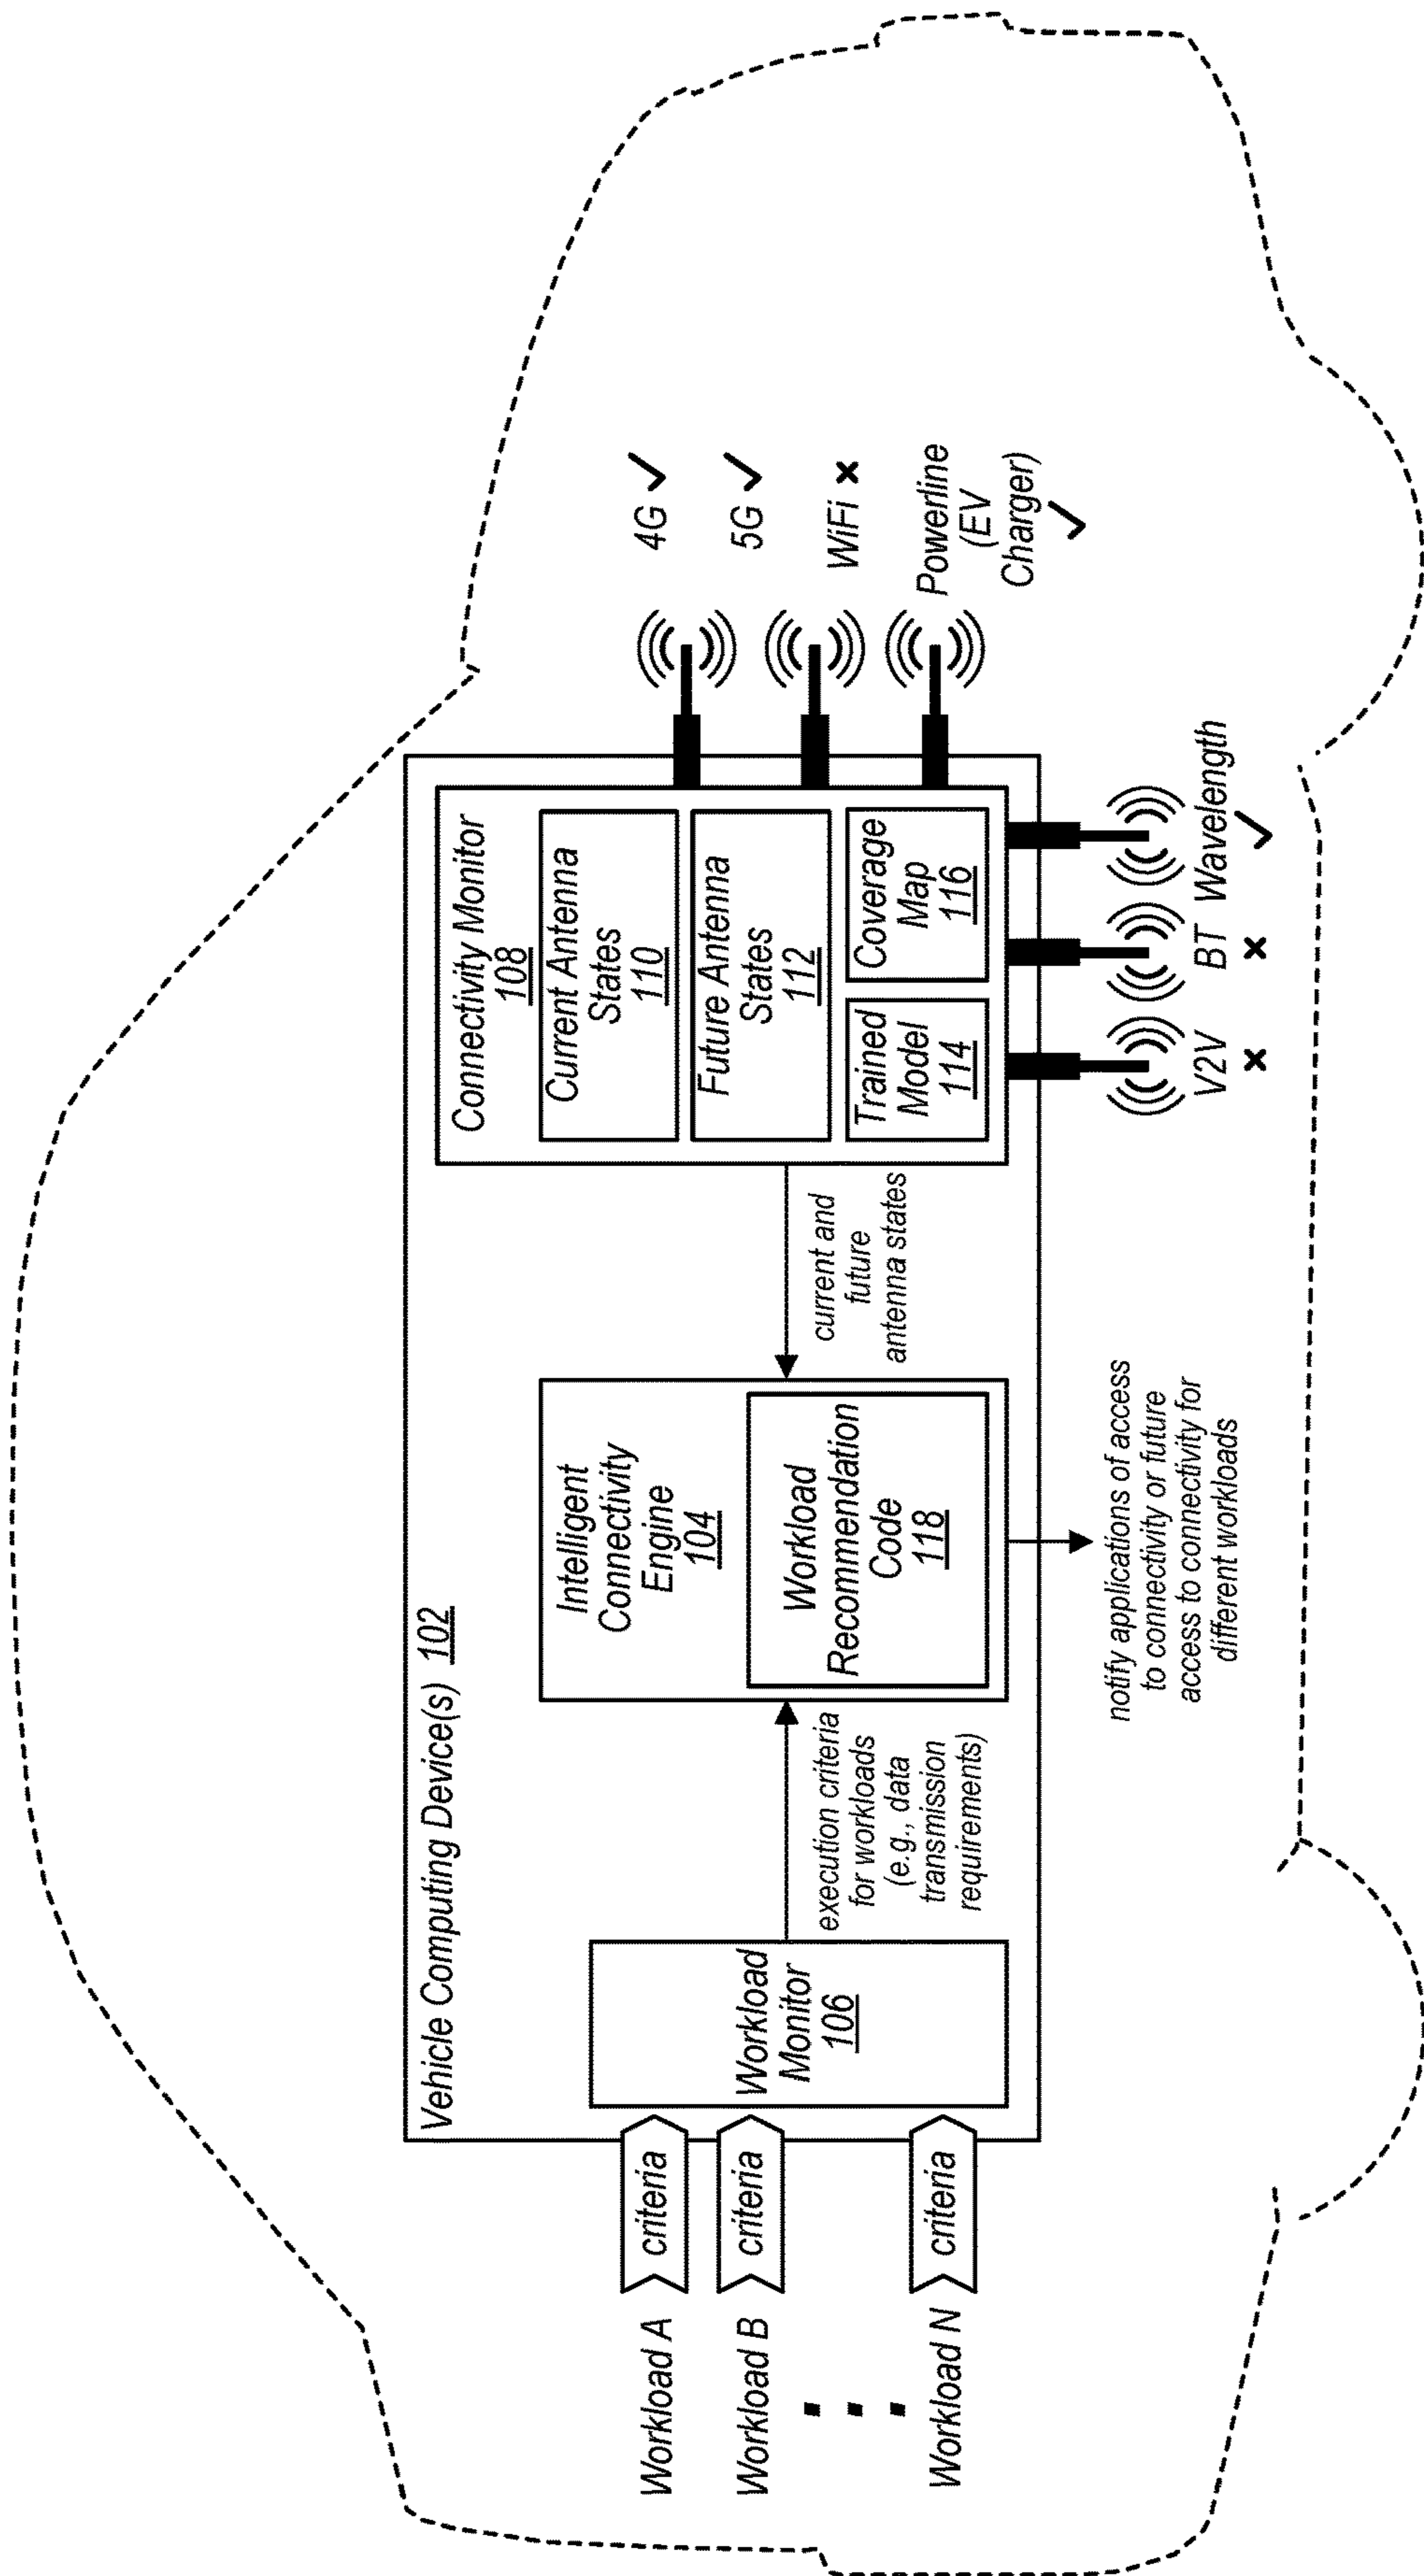 Vehicle Computing Device(s) 102
Workload A
criteria
Workload B
criteria
Workload N
criteria
Workload
Monitor
106
execution criteria
for workloads
(e.g., data
transmission
requirements)
Intelligent
Connectivity
Engine
104
Workload
Recommendation
Code
118
notify applications of access
to connectivity or future
access to connectivity for
different workloads
current and
future
antenna states
Connectivity Monitor
108
Current Antenna
States
110
Future Antenna
States
112
Trained
Model
114
Coverage
Map
116
4G ✓
5G ✓
WiFi ×
Powerline
(EV
Charger)
✓
V2V
×
BT
×
Wavelength
✓